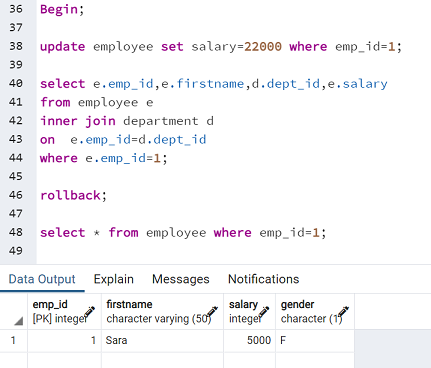 36 Begin;
37
38 update employee set salary=22000 where emp_id=1;
39
40 select e.emp_id,e.firstname,d.dept_id,e.salary
41 from employee e
42 inner join department d
43 on  e.emp_id=d.dept_id
44 where e.emp_id=1;
45
46 rollback;
47
48 select * from employee where emp_id=1;
49
Data Output Explain Messages Notifications
emp_id firstname salary gender
[PK] integer character varying (50) integer character (1)
1 1 Sara 5000 F